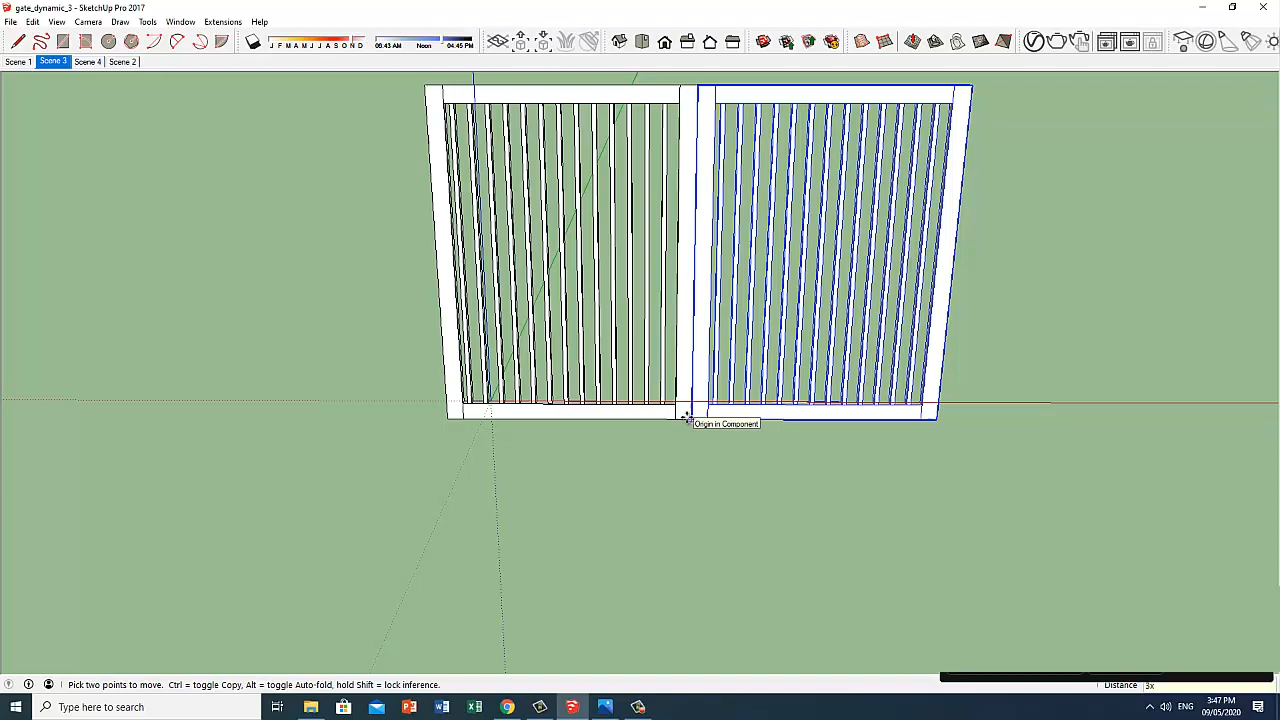 gate_dynamic_3 - SketchUp Pro 2017
File Edit View Camera Draw Tools Window Extensions Help
J F M A M J J A S O N D 06:43 AM Noon 04:45 PM
Scene 1 Scene 3 Scene 4 Scene 2
Origin in Component
Pick two points to move. Ctrl = toggle Copy, Alt = toggle Auto-fold, hold Shift = lock inference. Distance 3x
Type here to search ENG 3:47 PM
09/05/2020